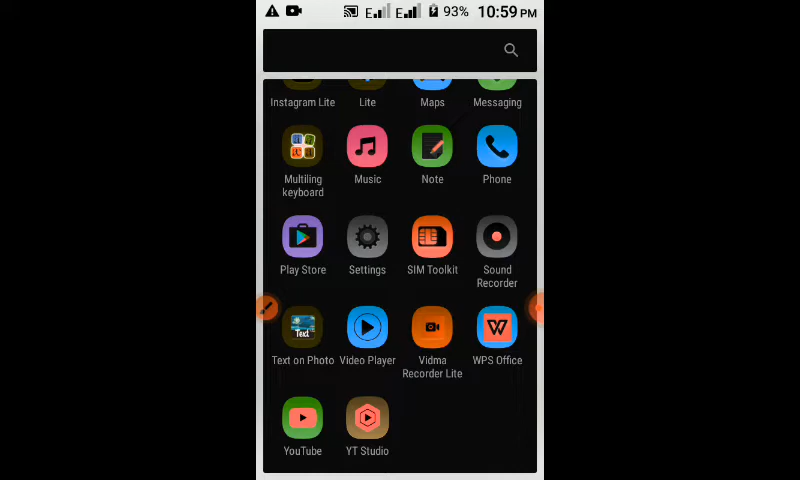 E E 93% 10:59 PM
Instagram Lite Lite Maps Messaging
Multiling keyboard Music Note Phone
Play Store Settings SIM Toolkit Sound Recorder
Text
Text on Photo Video Player Vidma Recorder Lite WPS Office
YouTube YT Studio